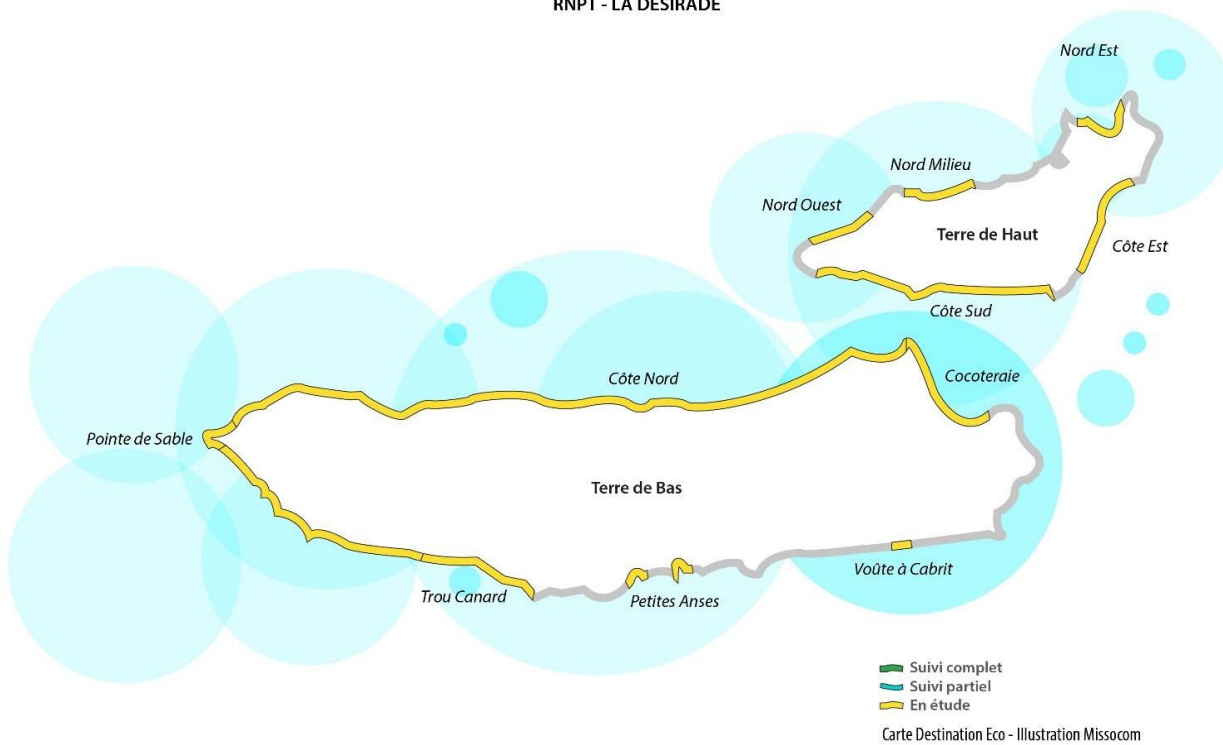 RNPT - LA DÉSIRADE
Nord Est
Nord Milieu
Nord Ouest
Terre de Haut
Côte Est
Côte Sud
Côte Nord
Cocoteraie
Pointe de Sable
Terre de Bas
Voûte à Cabrit
Trou Canard
Petites Anses
Suivi complet
Suivi partiel
En étude
Carte Destination Eco - Illustration Missocom